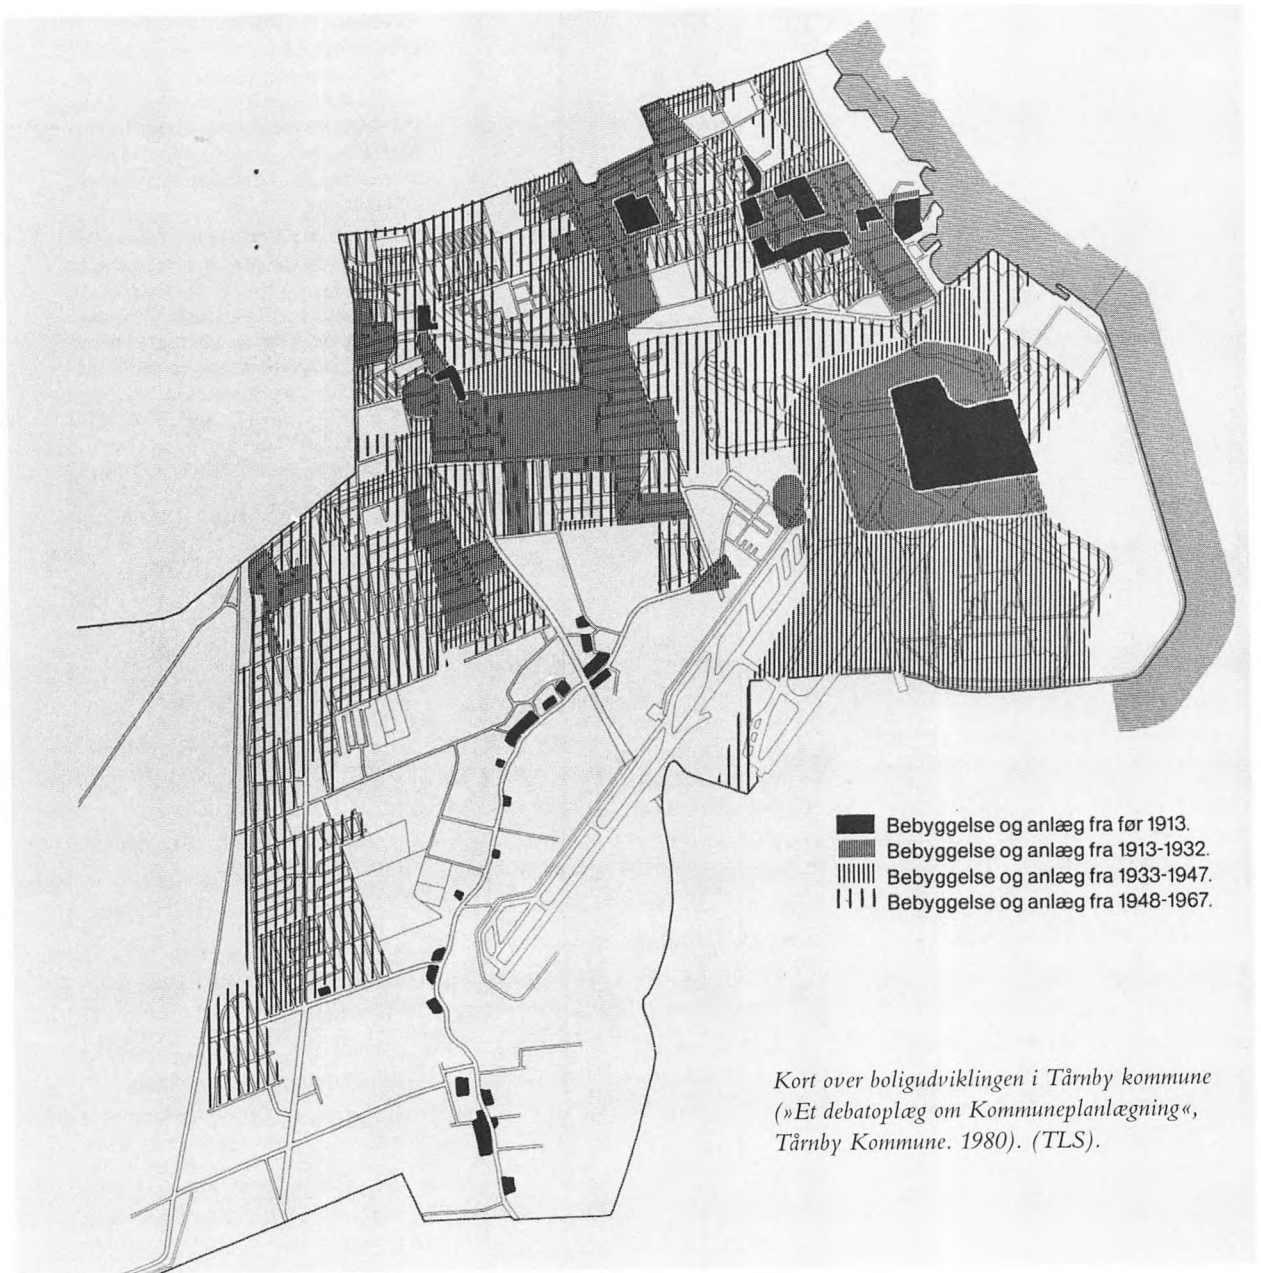 Bebyggelse og anlæg fra før 1913.
Bebyggelse og anlæg fra 1913-1932.
Bebyggelse og anlæg fra 1933-1947.
Bebyggelse og anlæg fra 1948-1967.
Kort over boligudviklingen i Tårnby kommune
(»Et debatoplæg om Kommuneplanlægning«,
Tårnby Kommune. 1980). (TLS).